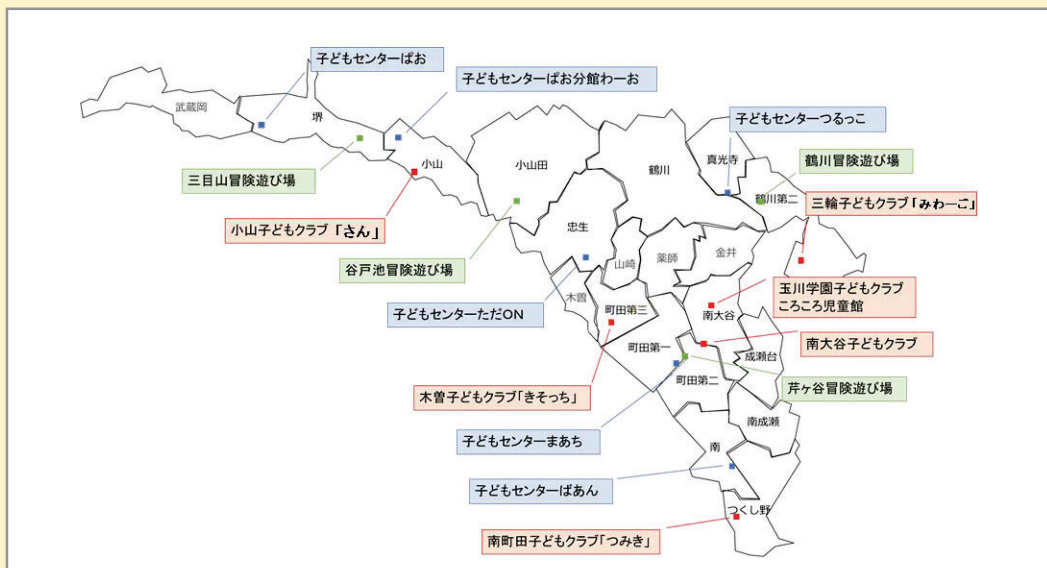 子どもセンターぱお
子どもセンターぱお分館わーお
武蔵岡
堺
子どもセンターつるっこ
小山
小山田
鶴川
真光寺
鶴川冒険遊び場
三目山冒険遊び場
鶴川第二
三輪子どもクラブ「みわーご」
小山子どもクラブ「さん」
忠生
谷戸池冒険遊び場
山崎
薬師
金井
玉川学園子どもクラブ
ころころ児童館
木曽
町田第三
南大谷
子どもセンターただON
町田第一
南大谷子どもクラブ
成瀬台
町田第二
芹ヶ谷冒険遊び場
木曽子どもクラブ「きそっち」
南成瀬
子どもセンターまあち
南
子どもセンターばあん
つくし野
南町田子どもクラブ「つみき」